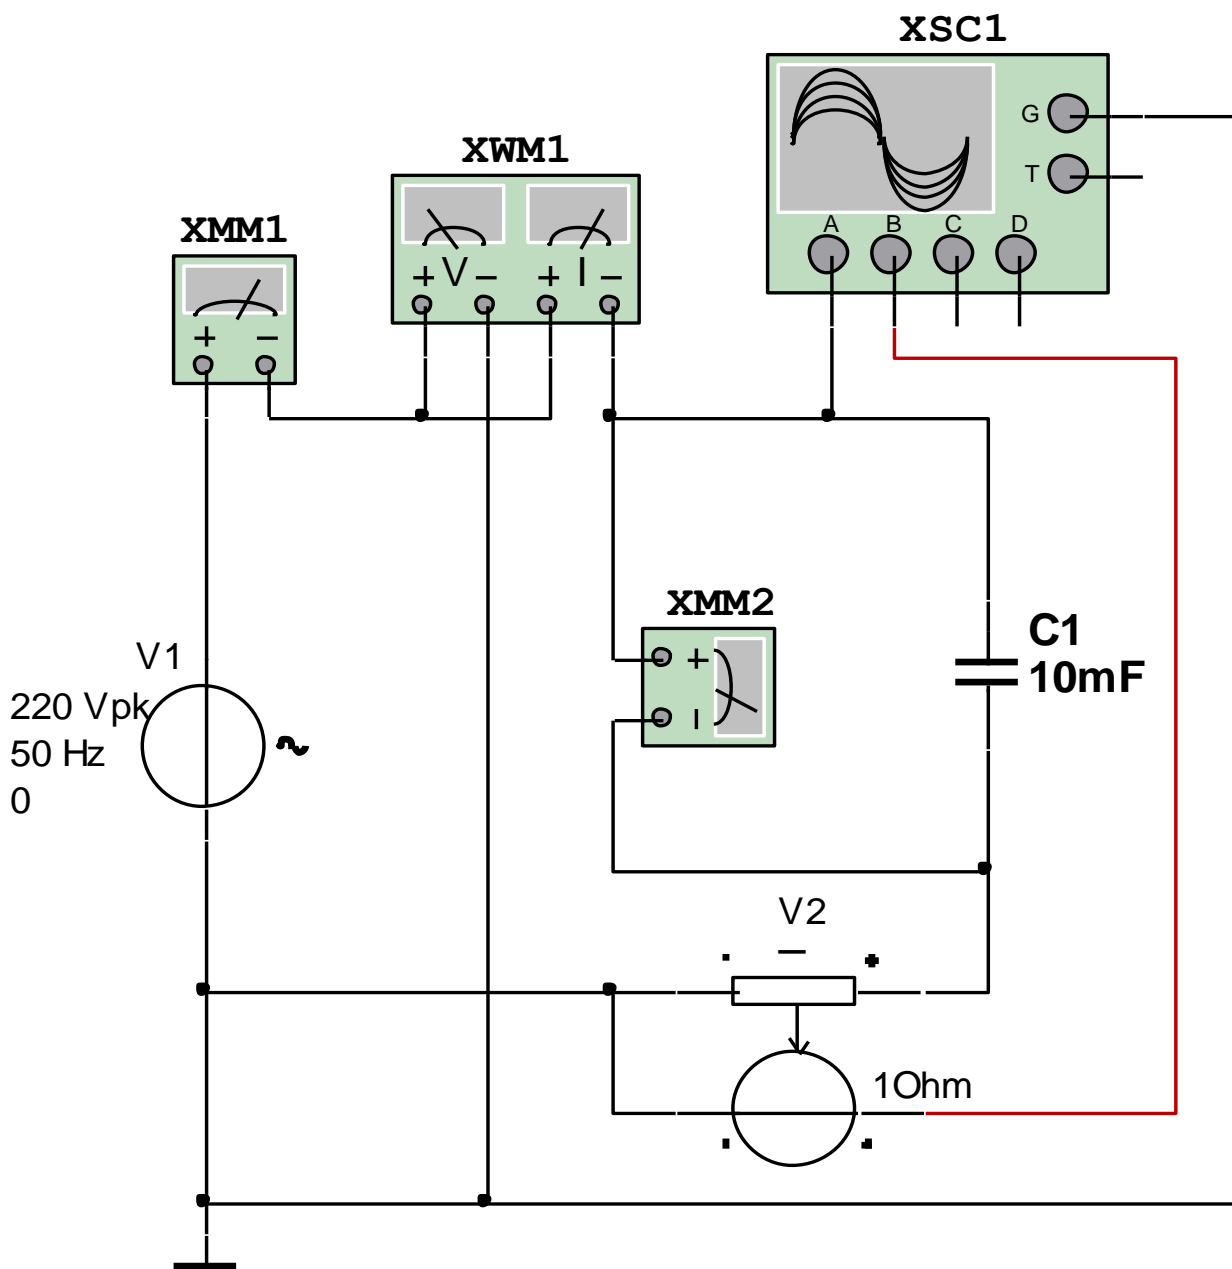 XSC1
G
T
A B C D
XWM1
+ V − + I −
XMM1
+ −
XMM2
+
−
C1
10mF
V1
220 Vpk
50 Hz
0
V2
1Ohm